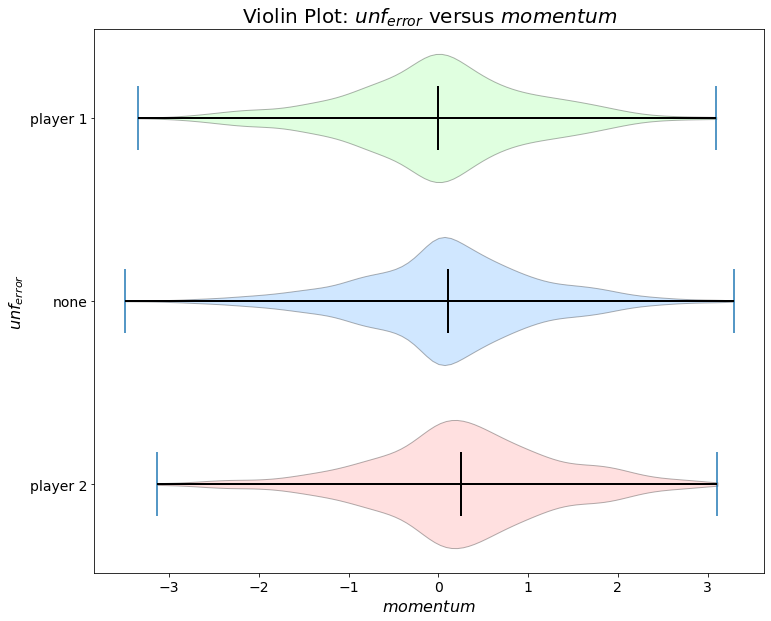 Violin Plot: unf_error versus momentum
player 1
none
player 2
unf_error
−3 −2 −1 0 1 2 3
momentum